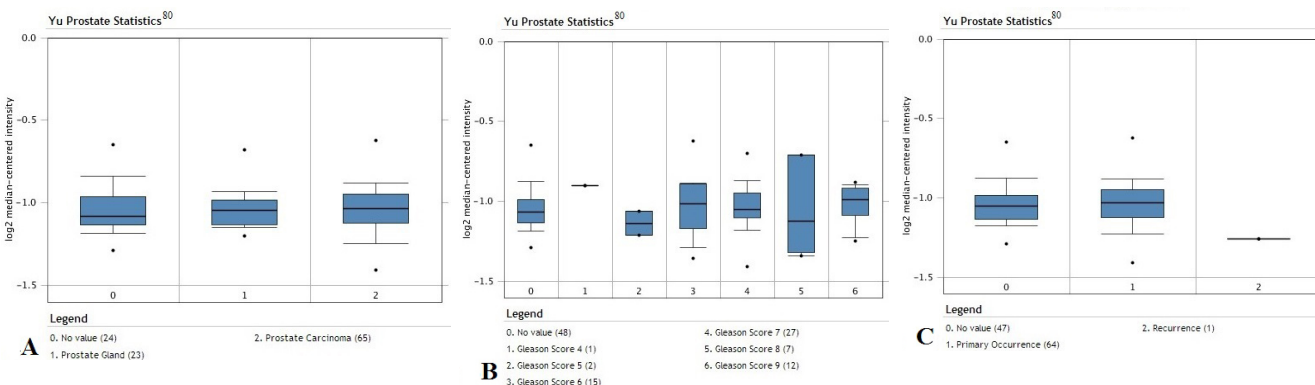 Yu Prostate Statistics80
0.0
-0.5
-1.0
-1.5
log2 median-centered intensity
0
1
2
Legend
0. No value (24)
2. Prostate Carcinoma (65)
1. Prostate Gland (23)
A
Yu Prostate Statistics80
0.0
-0.5
-1.0
-1.5
log2 median-centered intensity
0
1
2
3
4
5
6
Legend
0. No value (48)
4. Gleason Score 7 (27)
1. Gleason Score 4 (1)
5. Gleason Score 8 (7)
2. Gleason Score 5 (2)
6. Gleason Score 9 (12)
3. Gleason Score 6 (15)
B
Yu Prostate Statistics80
0.0
-0.5
-1.0
-1.5
log2 median-centered intensity
0
1
2
Legend
0. No value (47)
2. Recurrence (1)
1. Primary Occurrence (64)
C